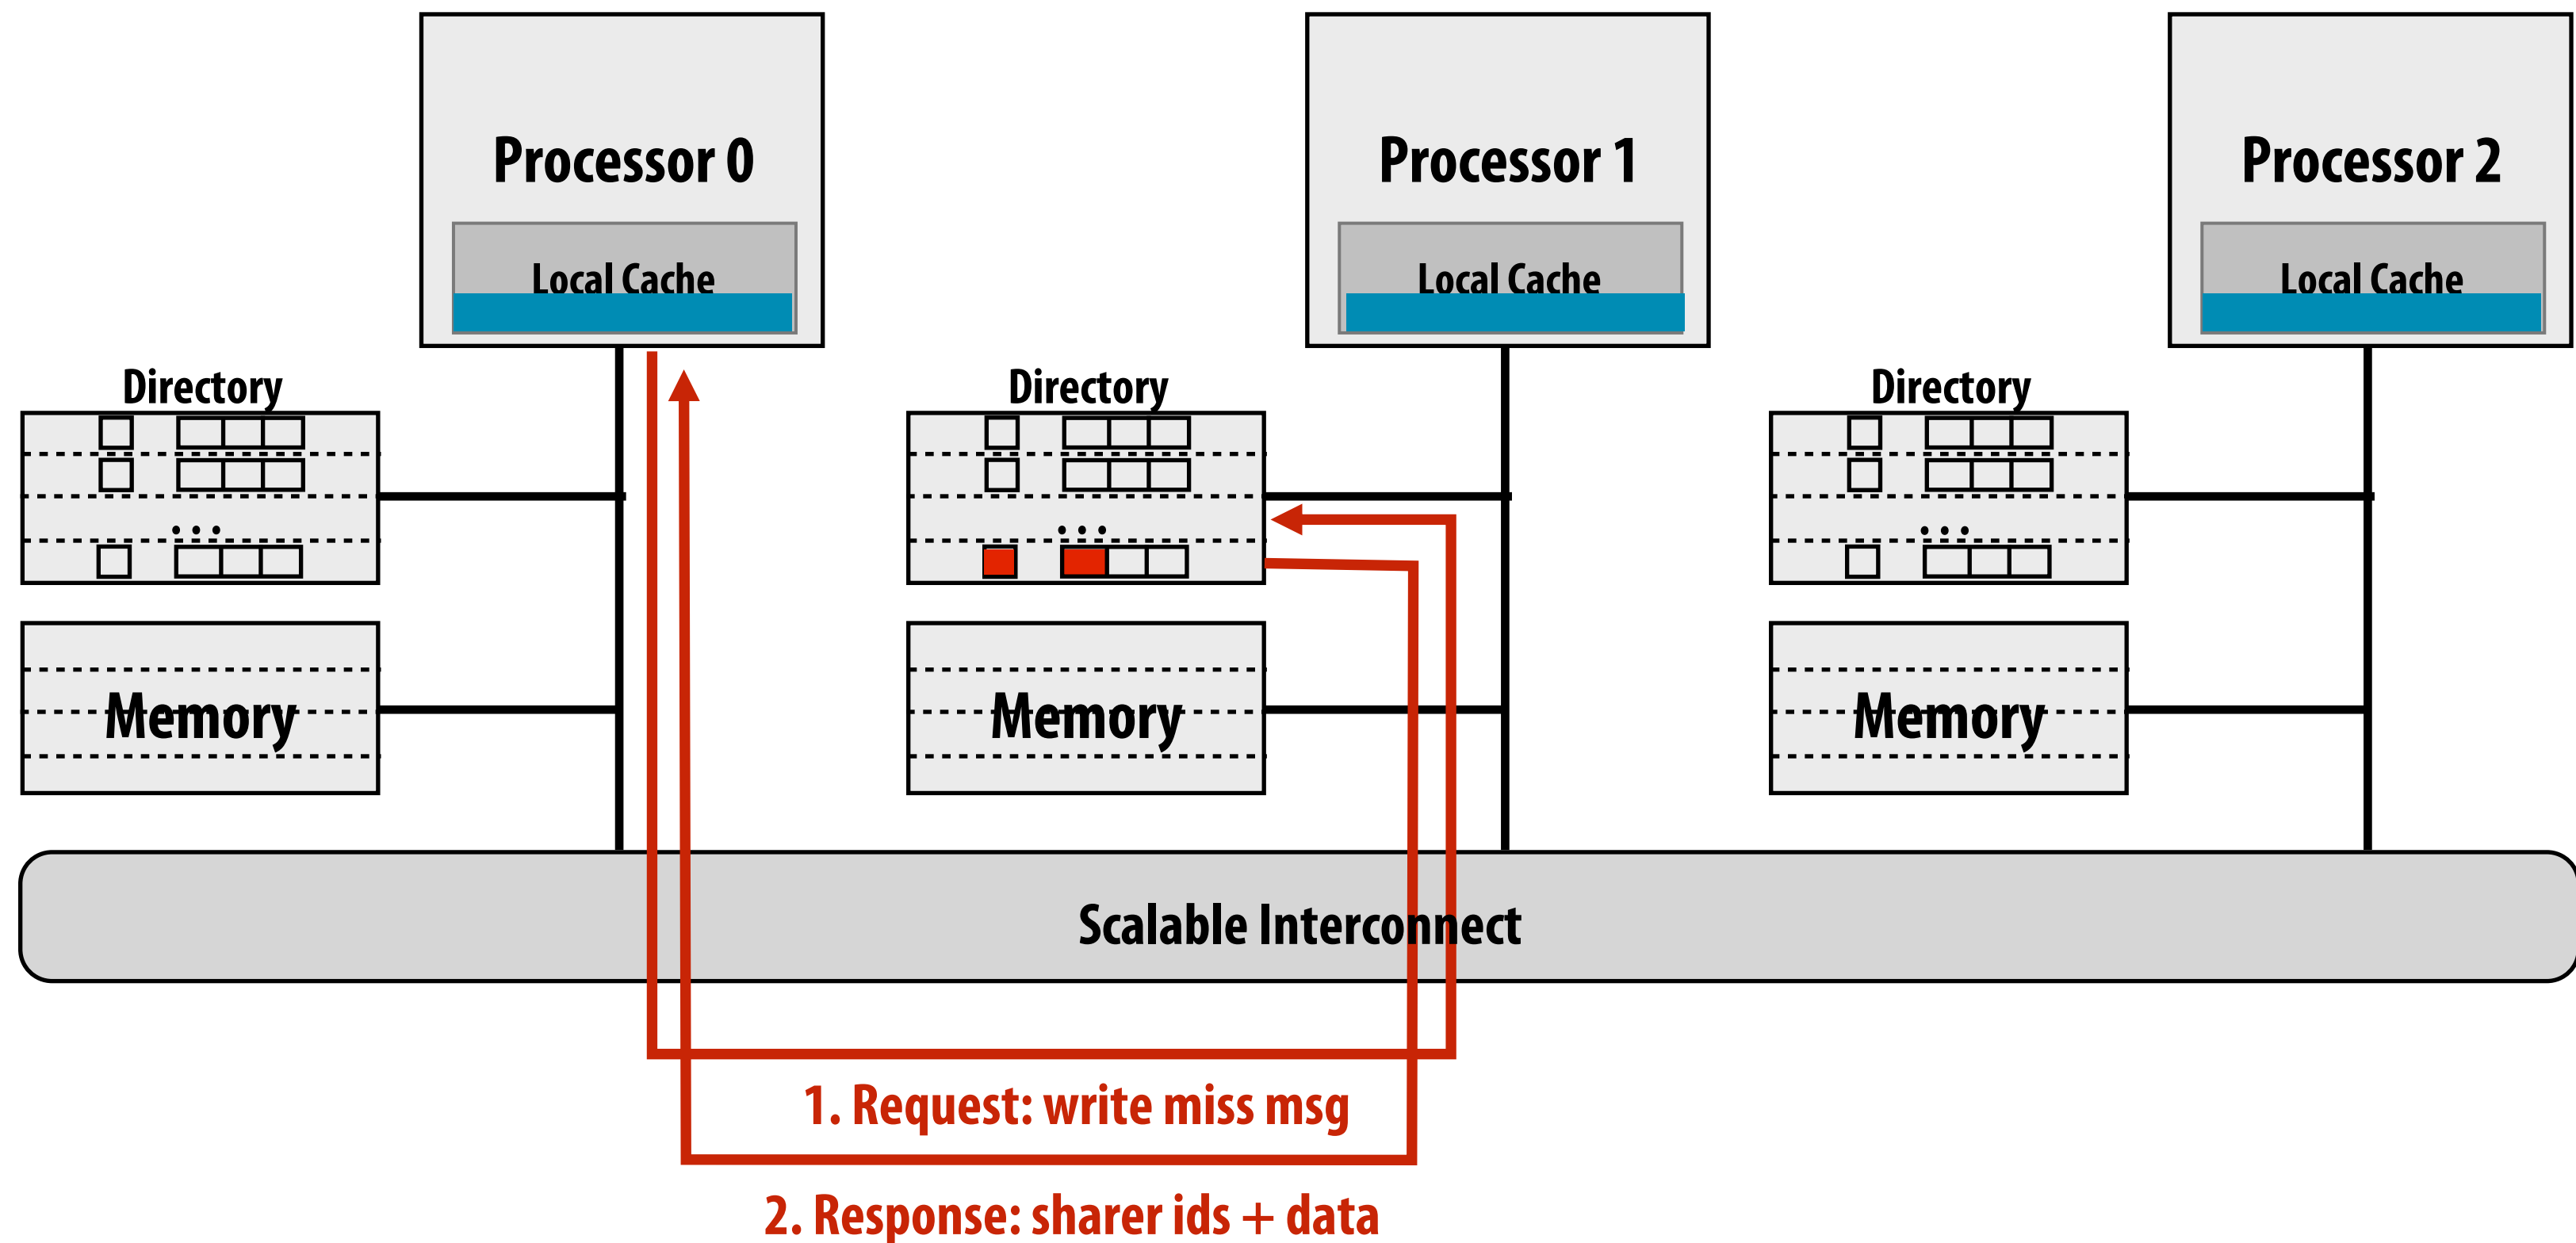 Processor 0
Processor 1
Processor 2
Local Cache
Local Cache
Local Cache
Directory
Directory
Directory
...
...
...
Memory
Memory
Memory
Scalable Interconnect
1. Request: write miss msg
2. Response: sharer ids + data